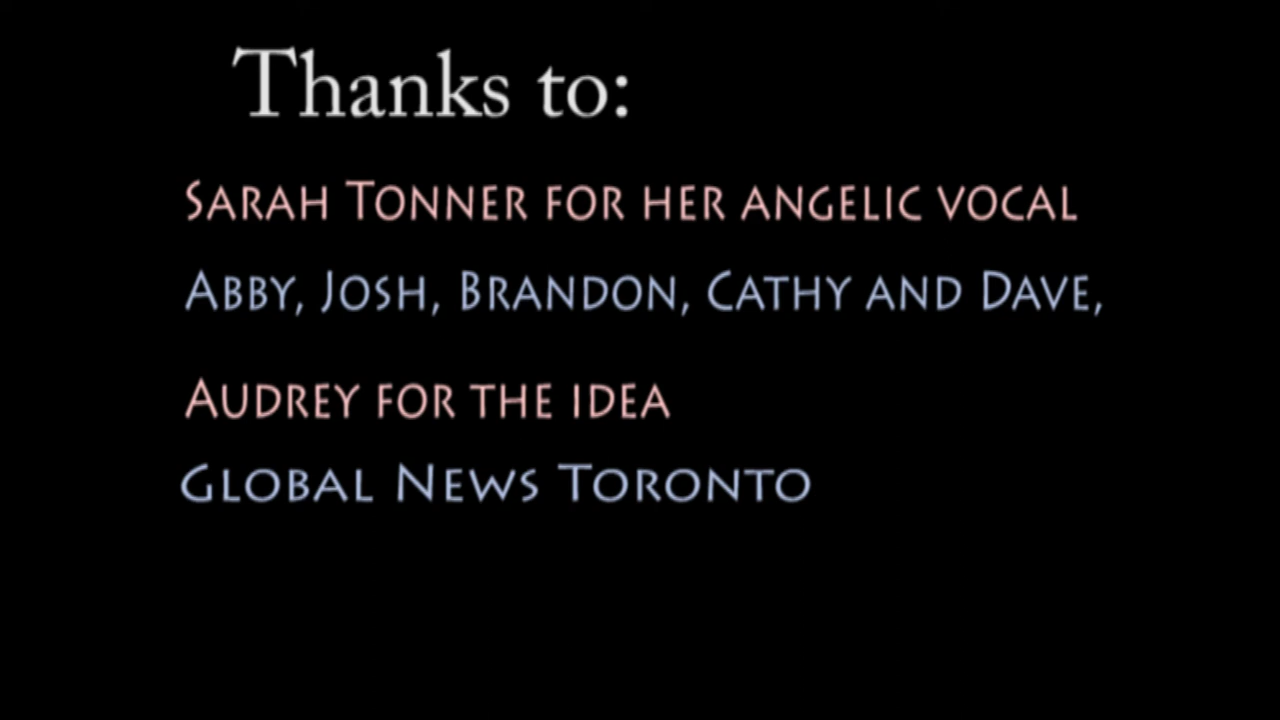 Thanks to:
Sarah Tonner for her angelic vocal
Abby, Josh, Brandon, Cathy and Dave,
Audrey for the idea
Global News Toronto